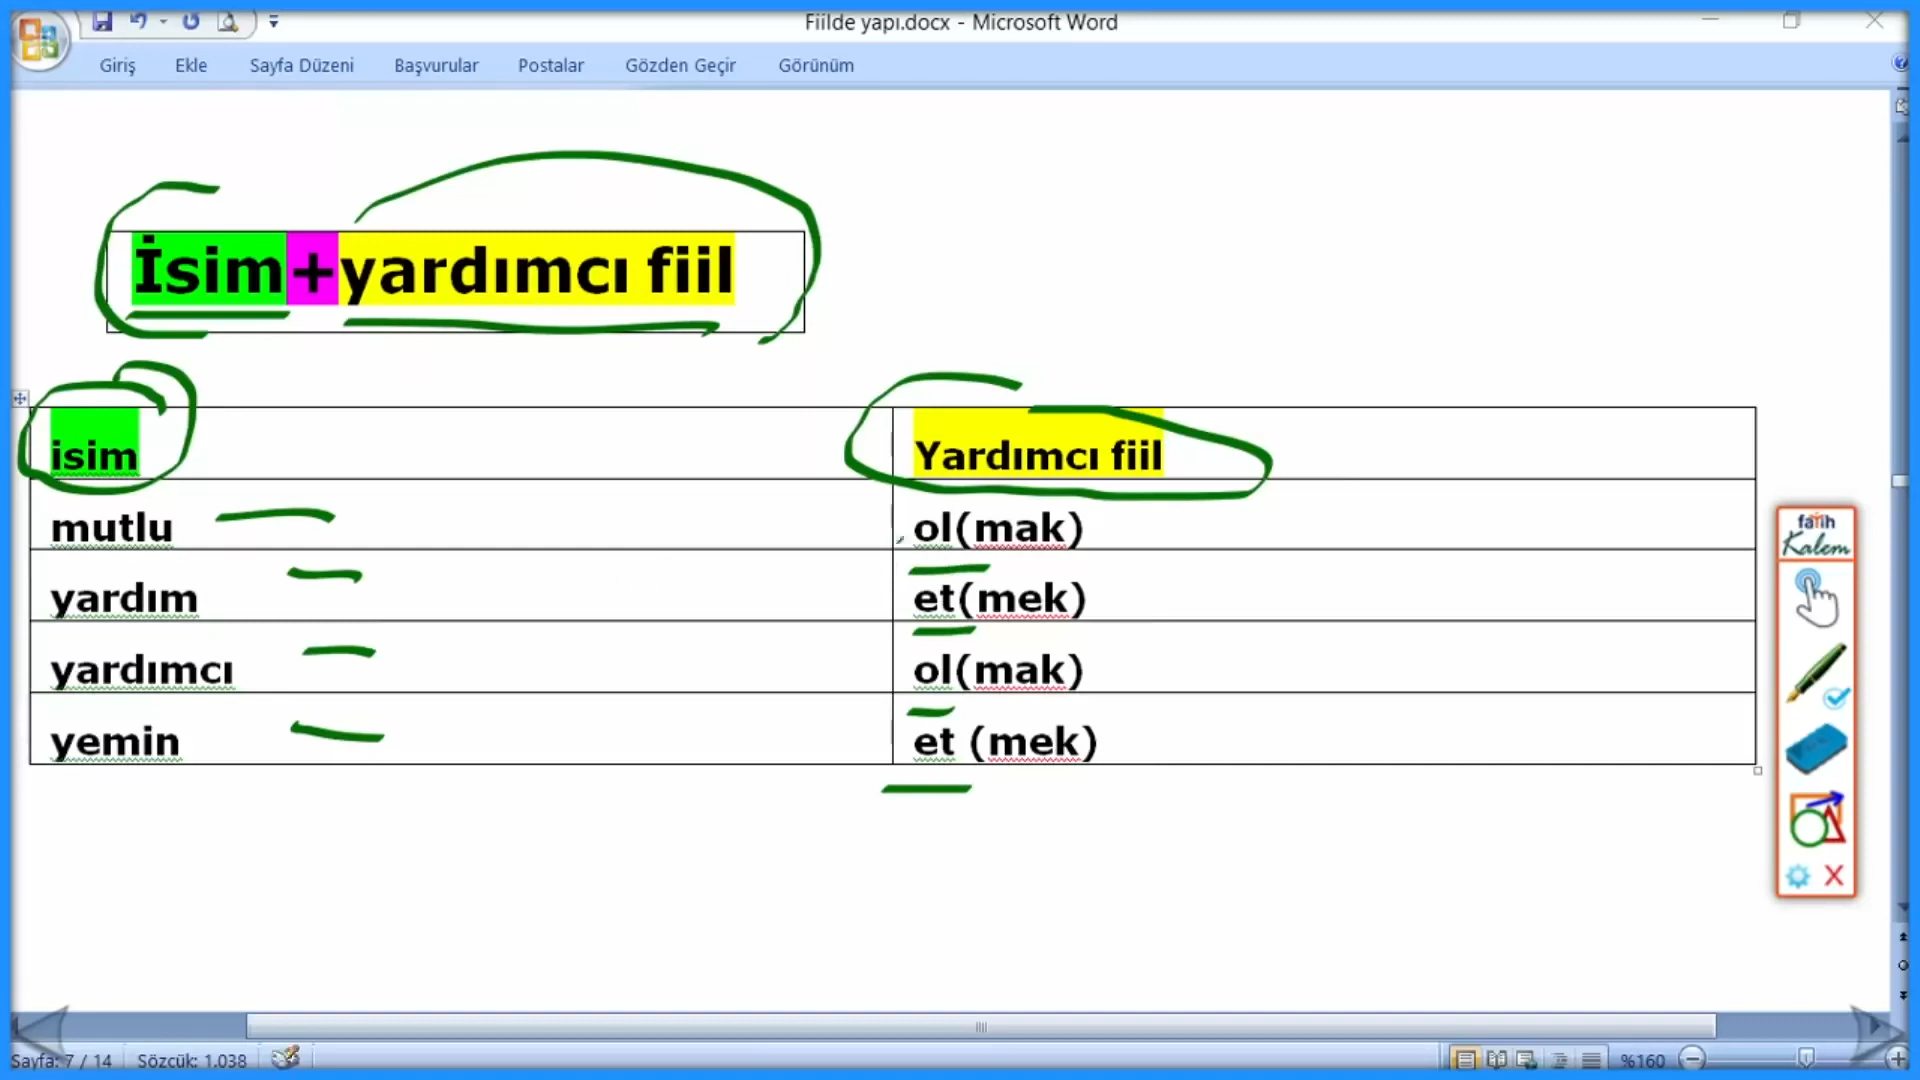 Fiilde yapı.docx - Microsoft Word
Giriş Ekle Sayfa Düzeni Başvurular Postalar Gözden Geçir Görünüm
İsim+yardımcı fiil
isim Yardımcı fiil
mutlu ol(mak)
yardım et(mek)
yardımcı ol(mak)
yemin et (mek)
fatih
Kalem
Sayfa: 7 / 14 Sözcük: 1.038 %160